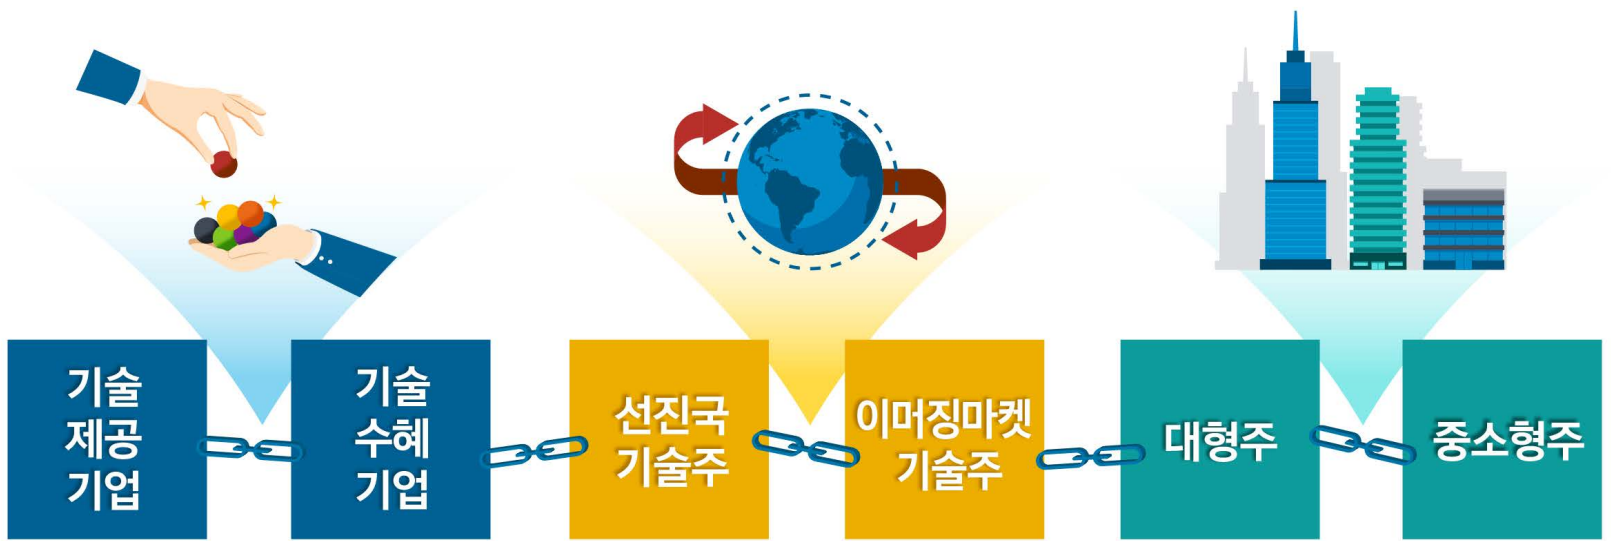 기술
제공
기업
기술
수혜
기업
선진국
기술주
이머징마켓
기술주
대형주
중소형주